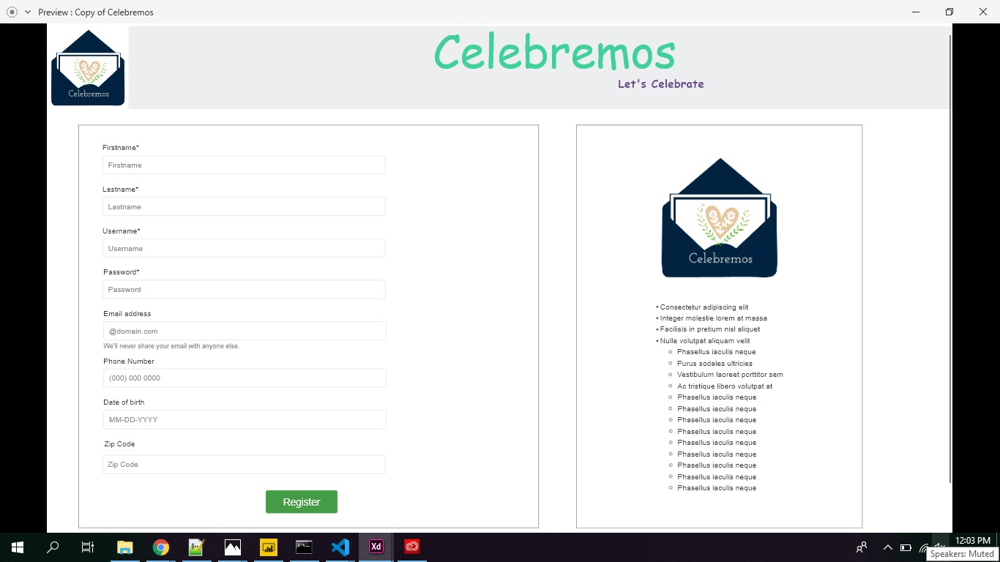 Preview : Copy of Celebremos
Celebremos
Celebremos
Let's Celebrate
Firstname*
Firstname
Lastname*
Lastname
Username*
Username
Password*
Password
Email address
@domain.com
We'll never share your email with anyone else.
Phone Number
(000) 000 0000
Date of birth
MM-DD-YYYY
Zip Code
Zip Code
Register
Celebremos
• Consectetur adipiscing elit
• Integer molestie lorem at massa
• Facilisis in pretium nisl aliquet
• Nulla volutpat aliquam velit
○ Phasellus iaculis neque
○ Purus sodales ultricies
○ Vestibulum laoreet porttitor sem
○ Ac tristique libero volutpat at
○ Phasellus iaculis neque
○ Phasellus iaculis neque
○ Phasellus iaculis neque
○ Phasellus iaculis neque
○ Phasellus iaculis neque
○ Phasellus iaculis neque
○ Phasellus iaculis neque
○ Phasellus iaculis neque
○ Phasellus iaculis neque
Xd
12:03 PM
Speakers: Muted